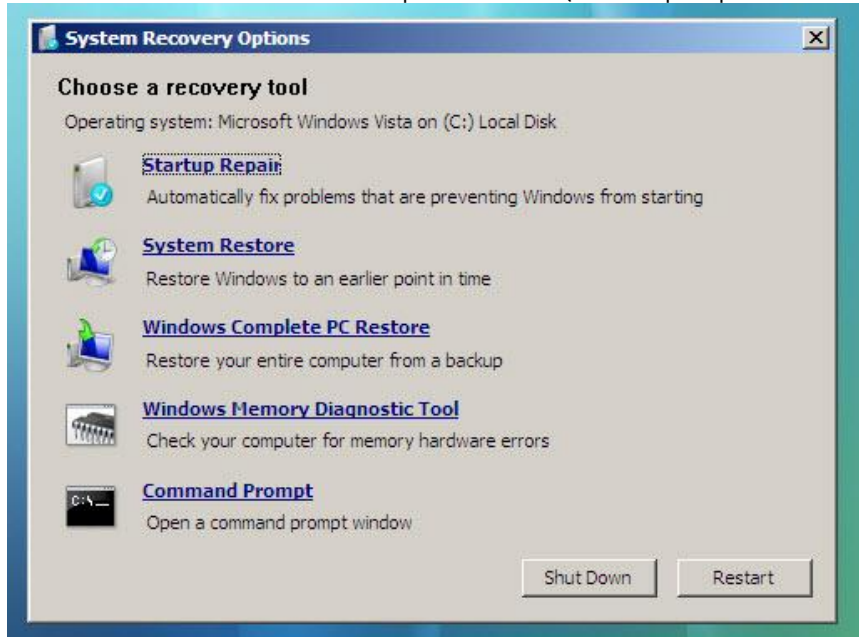 System Recovery Options
Choose a recovery tool
Operating system: Microsoft Windows Vista on (C:) Local Disk
Startup Repair
Automatically fix problems that are preventing Windows from starting
System Restore
Restore Windows to an earlier point in time
Windows Complete PC Restore
Restore your entire computer from a backup
Windows Memory Diagnostic Tool
Check your computer for memory hardware errors
C:\_
Command Prompt
Open a command prompt window
Shut Down
Restart